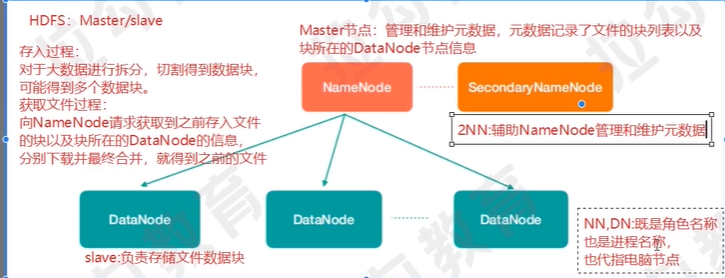 HDFS：Master/slave
Master节点：管理和维护元数据，元数据记录了文件的块列表以及
块所在的DataNode节点信息
存入过程：
对于大数据进行拆分，切割得到数据块，
可能得到多个数据块。
获取文件过程：
向NameNode请求获取到之前存入文件
的块以及块所在的DataNode的信息，
分别下载并最终合并，就得到之前的文件
NameNode
SecondaryNameNode
2NN:辅助NameNode管理和维护元数据
DataNode
DataNode
DataNode
slave:负责存储文件数据块
NN,DN:既是角色名称
也是进程名称，
也代指电脑节点
拉勾教育